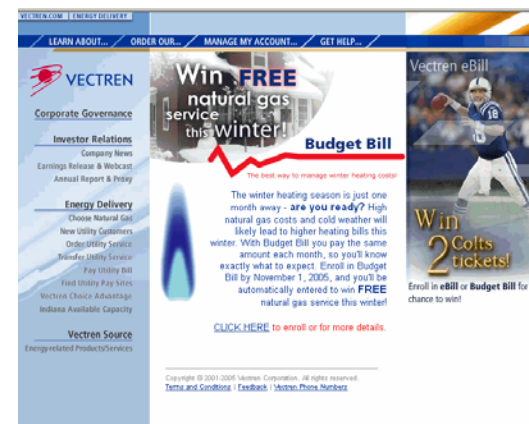 VECTREN.COM | ENERGY DELIVERY
LEARN ABOUT... ORDER OUR... MANAGE MY ACCOUNT... GET HELP...
VECTREN
Corporate Governance
Investor Relations
Company News
Earnings Release & Webcast
Annual Report & Proxy
Energy Delivery
Choose Natural Gas
New Utility Customers
Order Utility Service
Transfer Utility Service
Pay Utility Bill
Find Utility Pay Sites
Vectren Choice Advantage
Indiana Available Capacity
Vectren Source
Energy-related Products/Services
Win FREE
natural gas
service
this winter!
Budget Bill
The best way to manage winter heating costs!
The winter heating season is just one
month away - are you ready? High
natural gas costs and cold weather will
likely lead to higher heating bills this
winter. With Budget Bill you pay the same
amount each month, so you'll know
exactly what to expect. Enroll in Budget
Bill by November 1, 2005, and you'll be
automatically entered to win FREE
natural gas service this winter!
CLICK HERE to enroll or for more details.
Copyright © 2001-2005 Vectren Corporation. All rights reserved.
Terms and Conditions | Feedback | Vectren Phone Numbers
Vectren eBill
18
Win
2 Colts
tickets!
Enroll in eBill or Budget Bill for
chance to win!